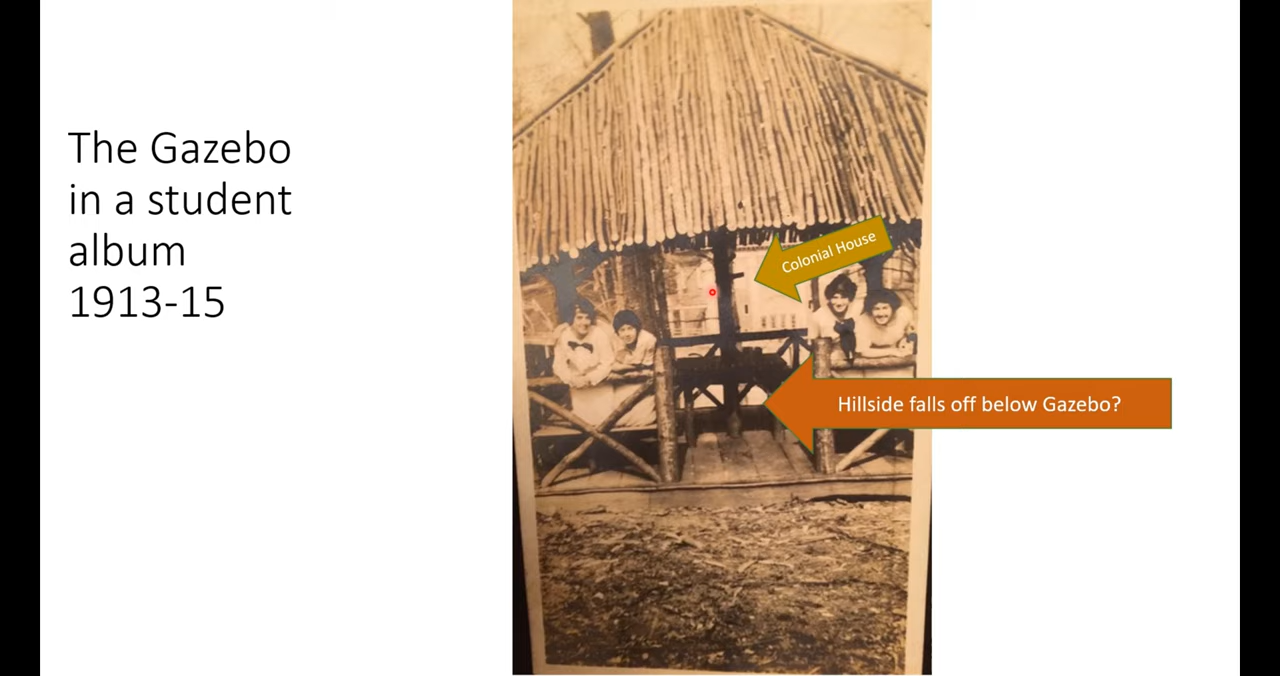 The Gazebo
in a student
album
1913-15
Colonial House
Hillside falls off below Gazebo?